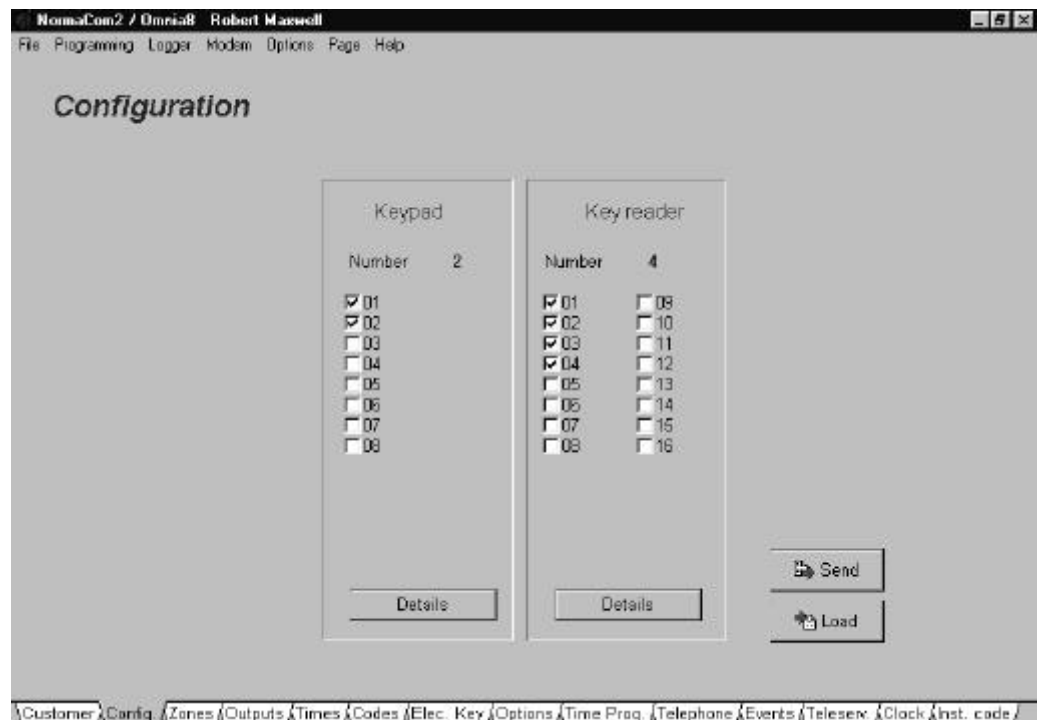 NormaCom2 / Omnia8 Robert Maxwell
File Programming Logger Modem Options Page Help
Configuration
Keypad
Number 2
01
02
03
04
05
06
07
08
Details
Key reader
Number 4
01 09
02 10
03 11
04 12
05 13
06 14
07 15
08 16
Details
Send
Load
Customer Config. Zones Outputs Times Codes Elec. Key Options Time Prog. Telephone Events Teleserv. Clock Inst. code